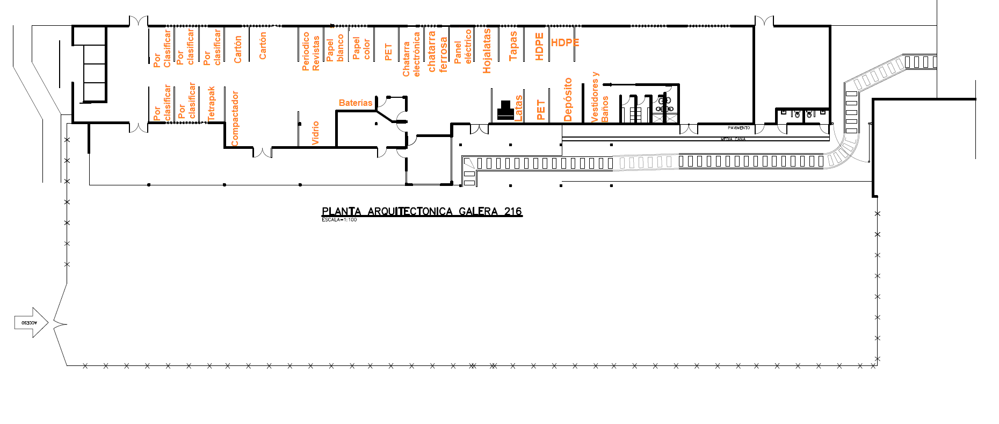 Por
Clasificar
Por
clasificar
Por
clasificar
Cartón
Cartón
Periodico
Revistas
Papel
blanco
Papel
color
PET
Chatarra
electrónica
chatarra
ferrosa
Panel
eléctrico
Hojalatas
Tapas
HDPE
HDPE
Por
clasificar
Por
clasificar
Tetrapak
Compactador
Vidrio
Baterías
Latas
PET
Depósito
Vestidores y
Baños
PAVIMENTO
MEDIA CANA
PLANTA ARQUITECTONICA GALERA 216
ESCALA-1:100
ACCESO